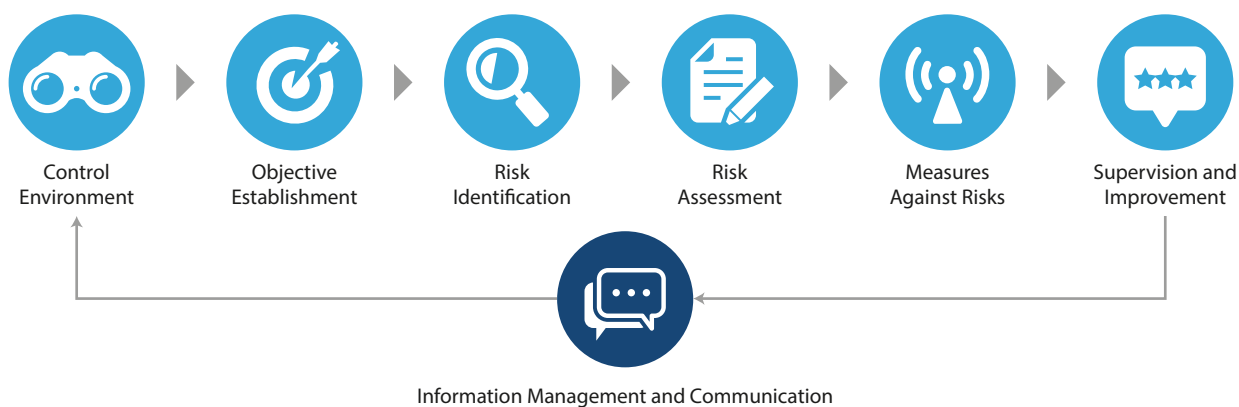 Control
Environment
Objective
Establishment
Risk
Identification
Risk
Assessment
Measures
Against Risks
Supervision and
Improvement
Information Management and Communication